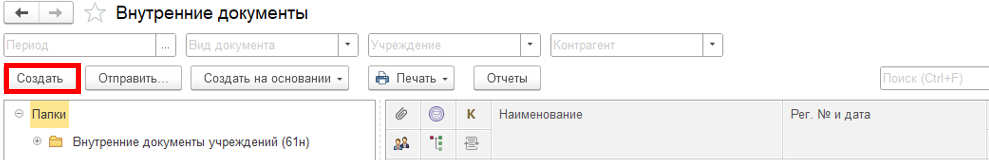 Внутренние документы
Период ... Вид документа Учреждение Контрагент
Создать Отправить... Создать на основании Печать Отчеты Поиск (Ctrl+F)
Папки К Наименование Рег. № и дата
Внутренние документы учреждений (61н)